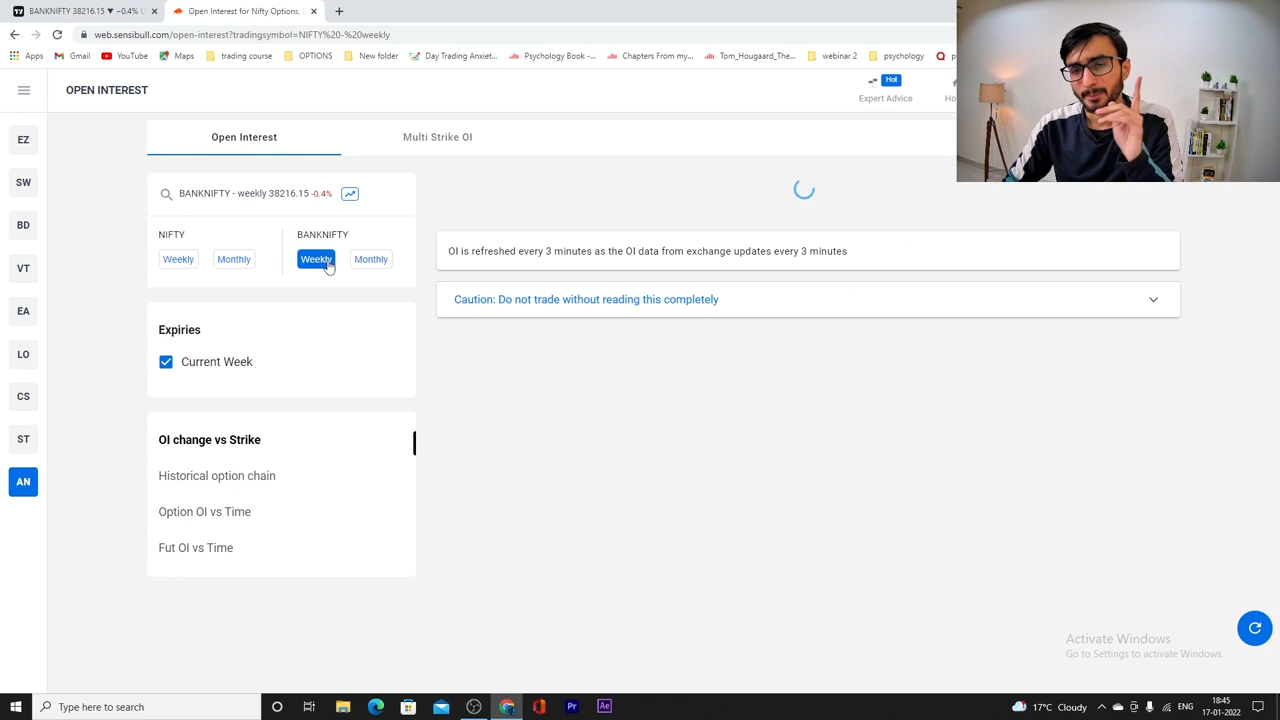 BANKNIFTY 38216.15 ▼ −0.4% U
Open Interest for Nifty Options,
web.sensibull.com/open-interest?tradingsymbol=NIFTY%20-%20weekly
Apps
Gmail
YouTube
Maps
trading course
OPTIONS
New folder
Day Trading Anxiet...
Psychology Book -...
Chapters From my...
Tom_Hougaard_The...
webinar 2
psychology
OPEN INTEREST
Hot
Expert Advice
Ho
EZ
SW
BD
VT
EA
LO
CS
ST
AN
Open Interest
Multi Strike OI
BANKNIFTY - weekly 38216.15 -0.4%
NIFTY
BANKNIFTY
Weekly
Monthly
Weekly
Monthly
OI is refreshed every 3 minutes as the OI data from exchange updates every 3 minutes
Caution: Do not trade without reading this completely
Expiries
Current Week
OI change vs Strike
Historical option chain
Option OI vs Time
Fut OI vs Time
Activate Windows
Go to Settings to activate Windows.
Type here to search
Pr
Ae
17°C Cloudy
ENG
18:45
17-01-2022